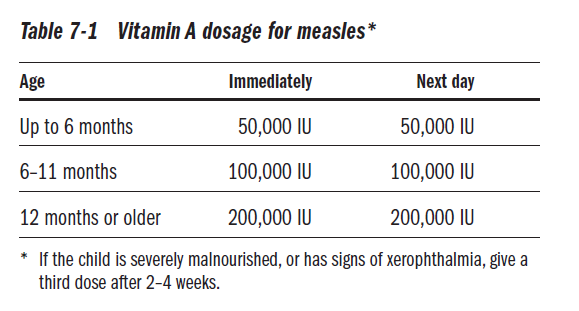 Table 7-1 Vitamin A dosage for measles*
Age Immediately Next day
Up to 6 months 50,000 IU 50,000 IU
6–11 months 100,000 IU 100,000 IU
12 months or older 200,000 IU 200,000 IU
* If the child is severely malnourished, or has signs of xerophthalmia, give a
third dose after 2–4 weeks.